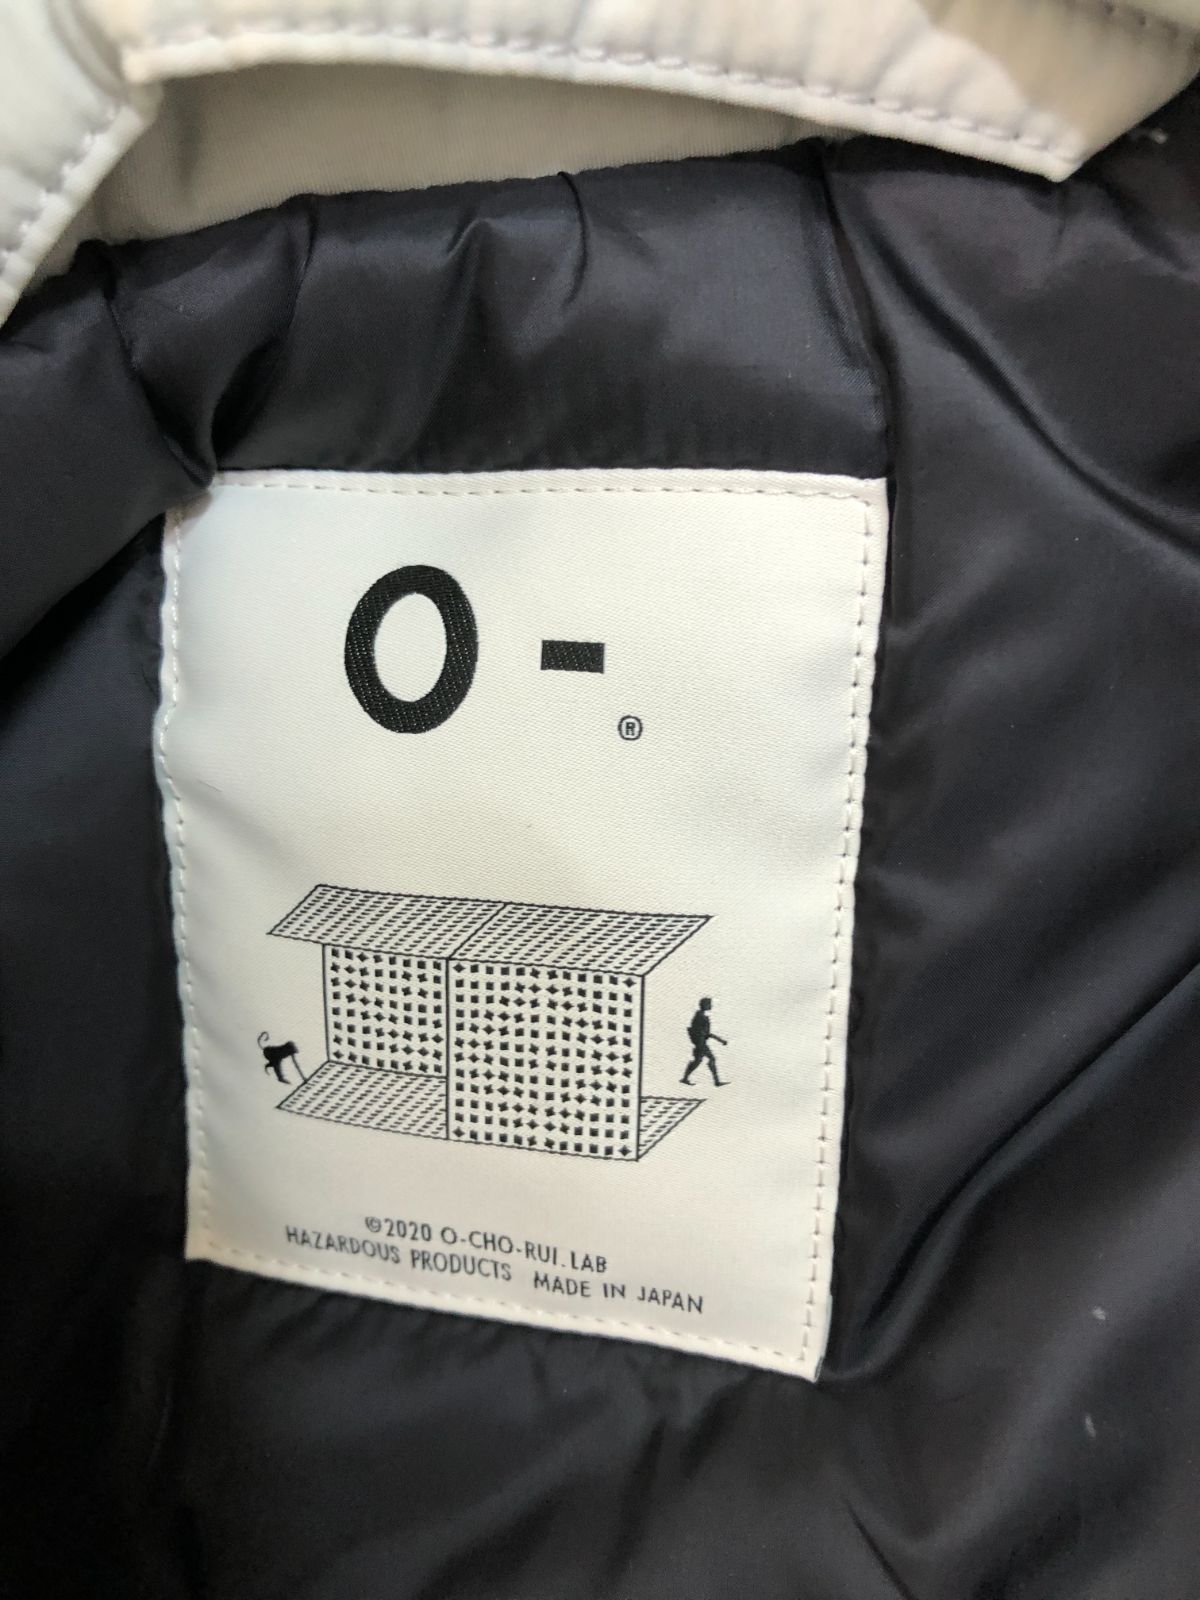 O-
®
©2020 O-CHO-RUI.LAB
HAZARDOUS PRODUCTS MADE IN JAPAN